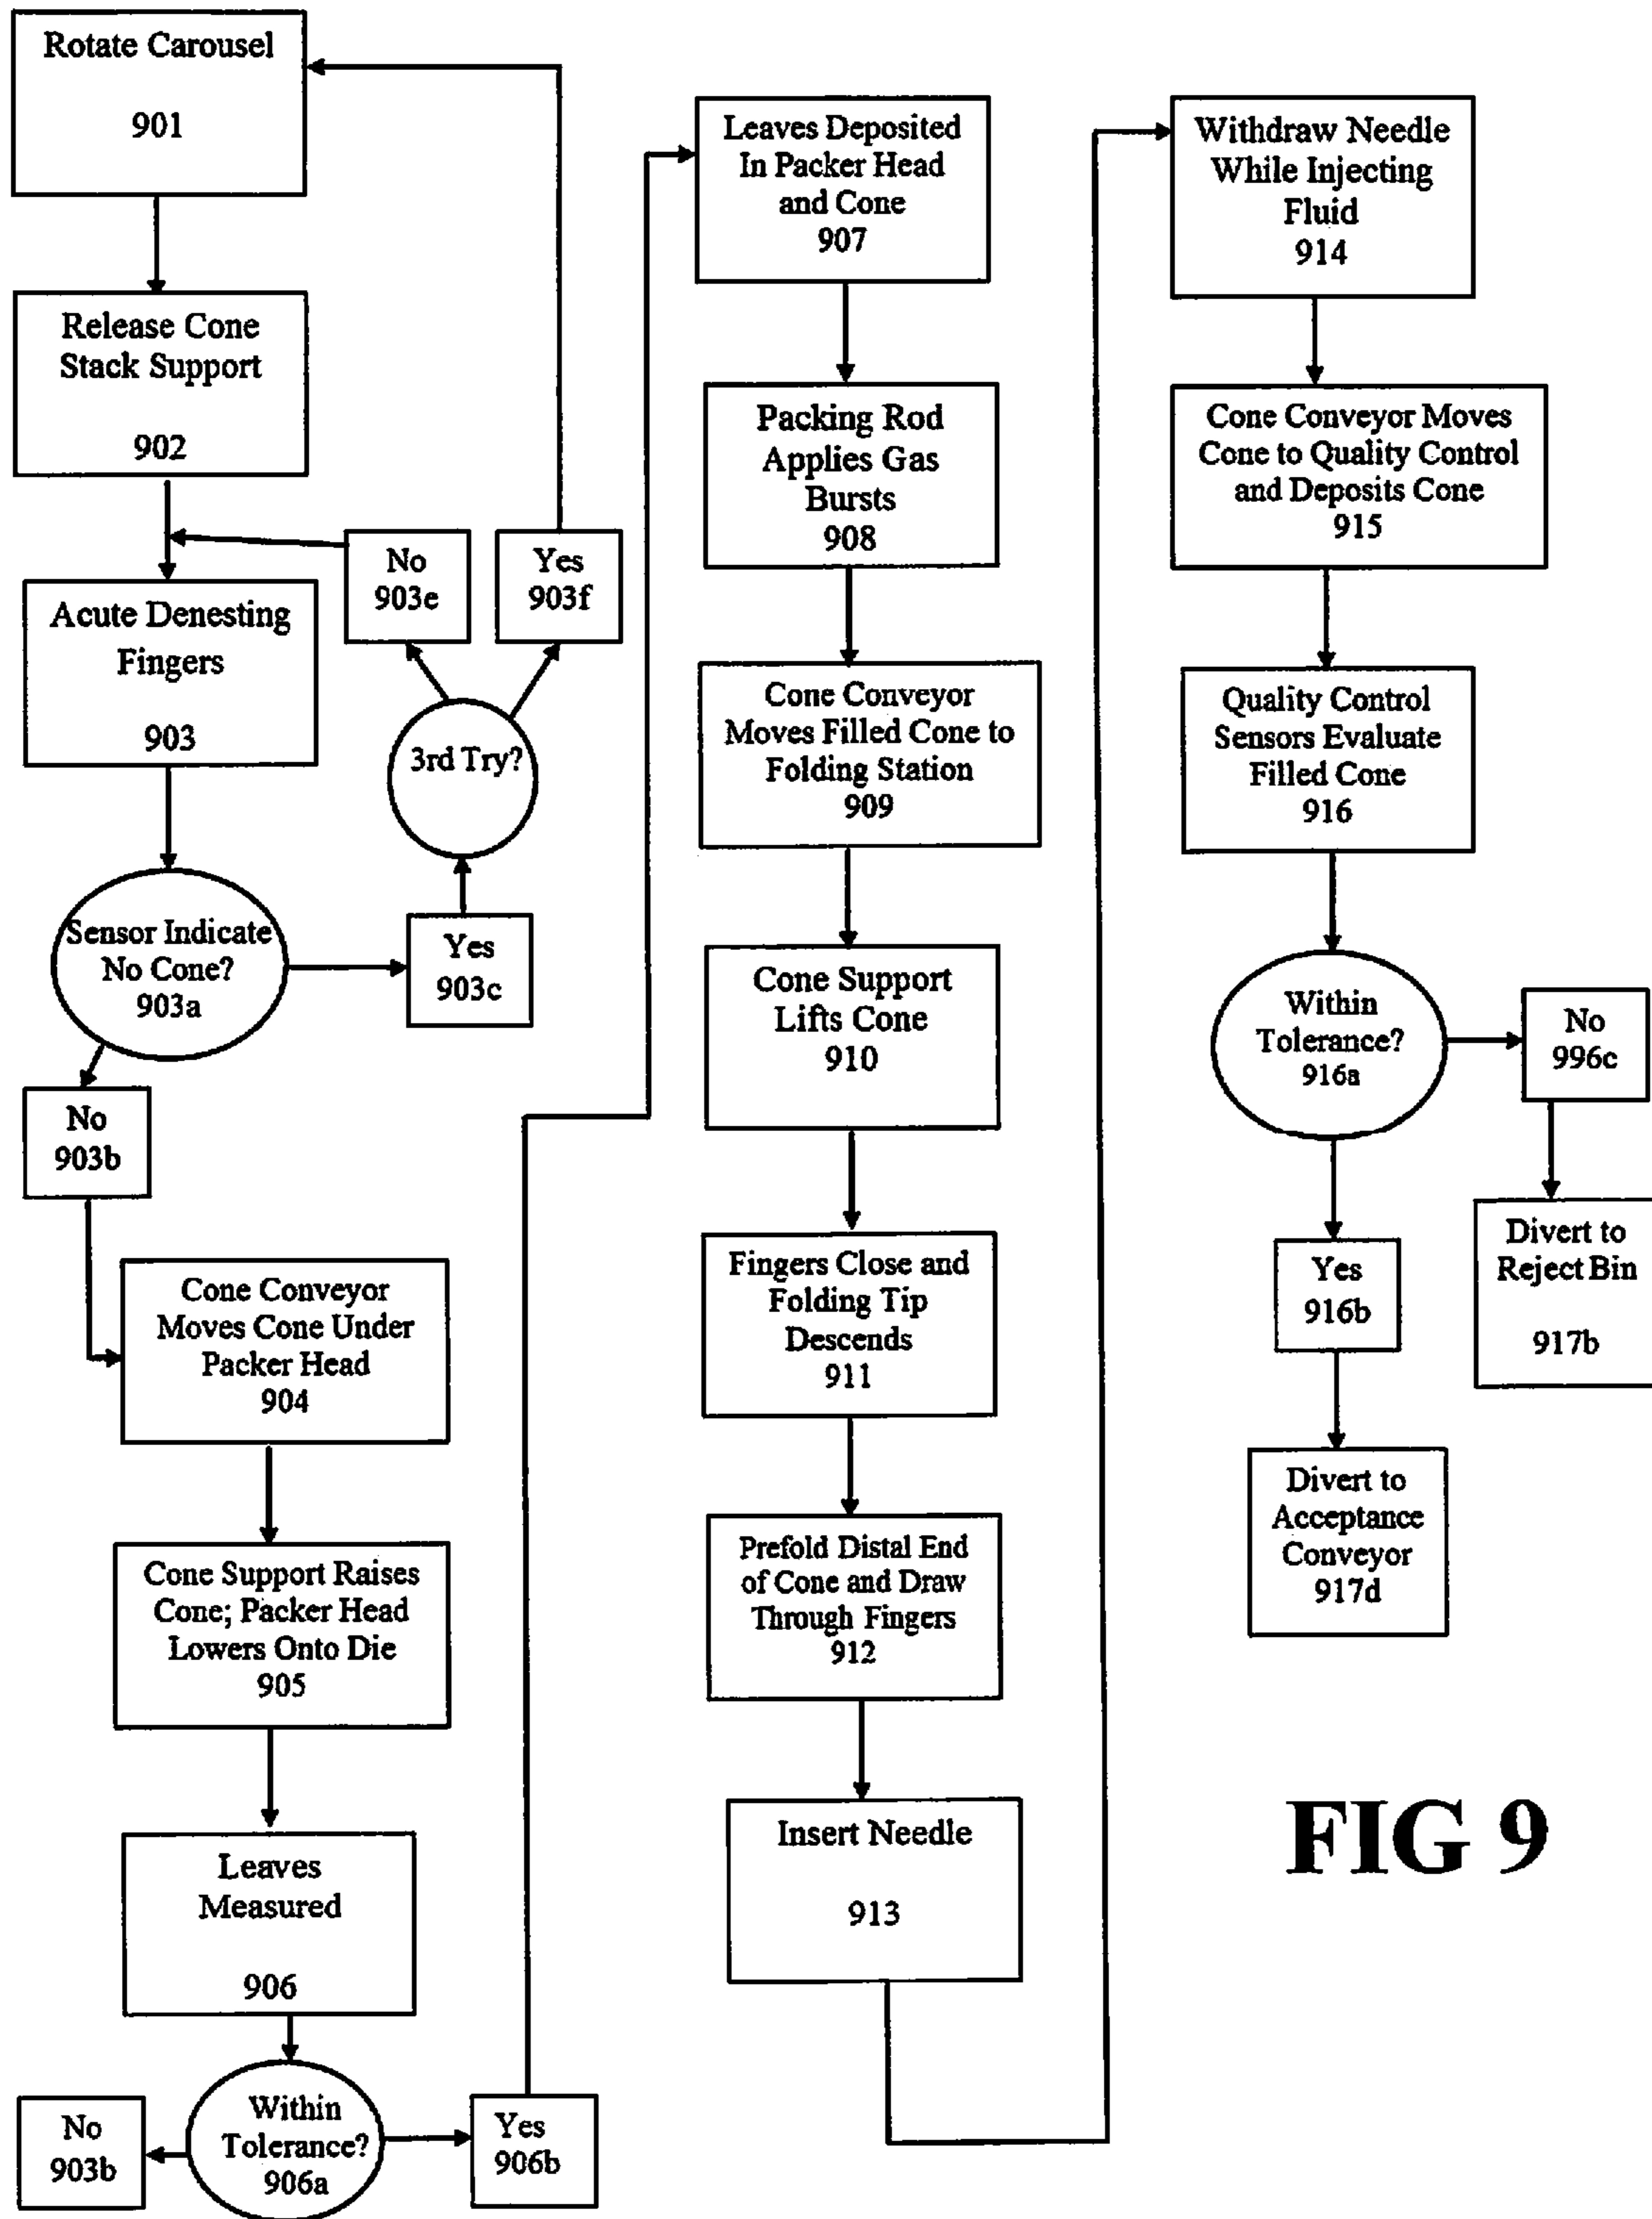 Rotate Carousel
901
Release Cone
Stack Support
902
Acute Denesting
Fingers
903
No
903e
Yes
903f
3rd Try?
Sensor Indicate
No Cone?
903a
Yes
903c
No
903b
Cone Conveyor
Moves Cone Under
Packer Head
904
Cone Support Raises
Cone; Packer Head
Lowers Onto Die
905
Leaves
Measured
906
Within
Tolerance?
906a
No
903b
Yes
906b
Leaves Deposited
In Packer Head
and Cone
907
Packing Rod
Applies Gas
Bursts
908
Cone Conveyor
Moves Filled Cone to
Folding Station
909
Cone Support
Lifts Cone
910
Fingers Close and
Folding Tip
Descends
911
Prefold Distal End
of Cone and Draw
Through Fingers
912
Insert Needle
913
Withdraw Needle
While Injecting
Fluid
914
Cone Conveyor Moves
Cone to Quality Control
and Deposits Cone
915
Quality Control
Sensors Evaluate
Filled Cone
916
Within
Tolerance?
916a
No
996c
Yes
916b
Divert to
Reject Bin
917b
Divert to
Acceptance
Conveyor
917d
FIG 9